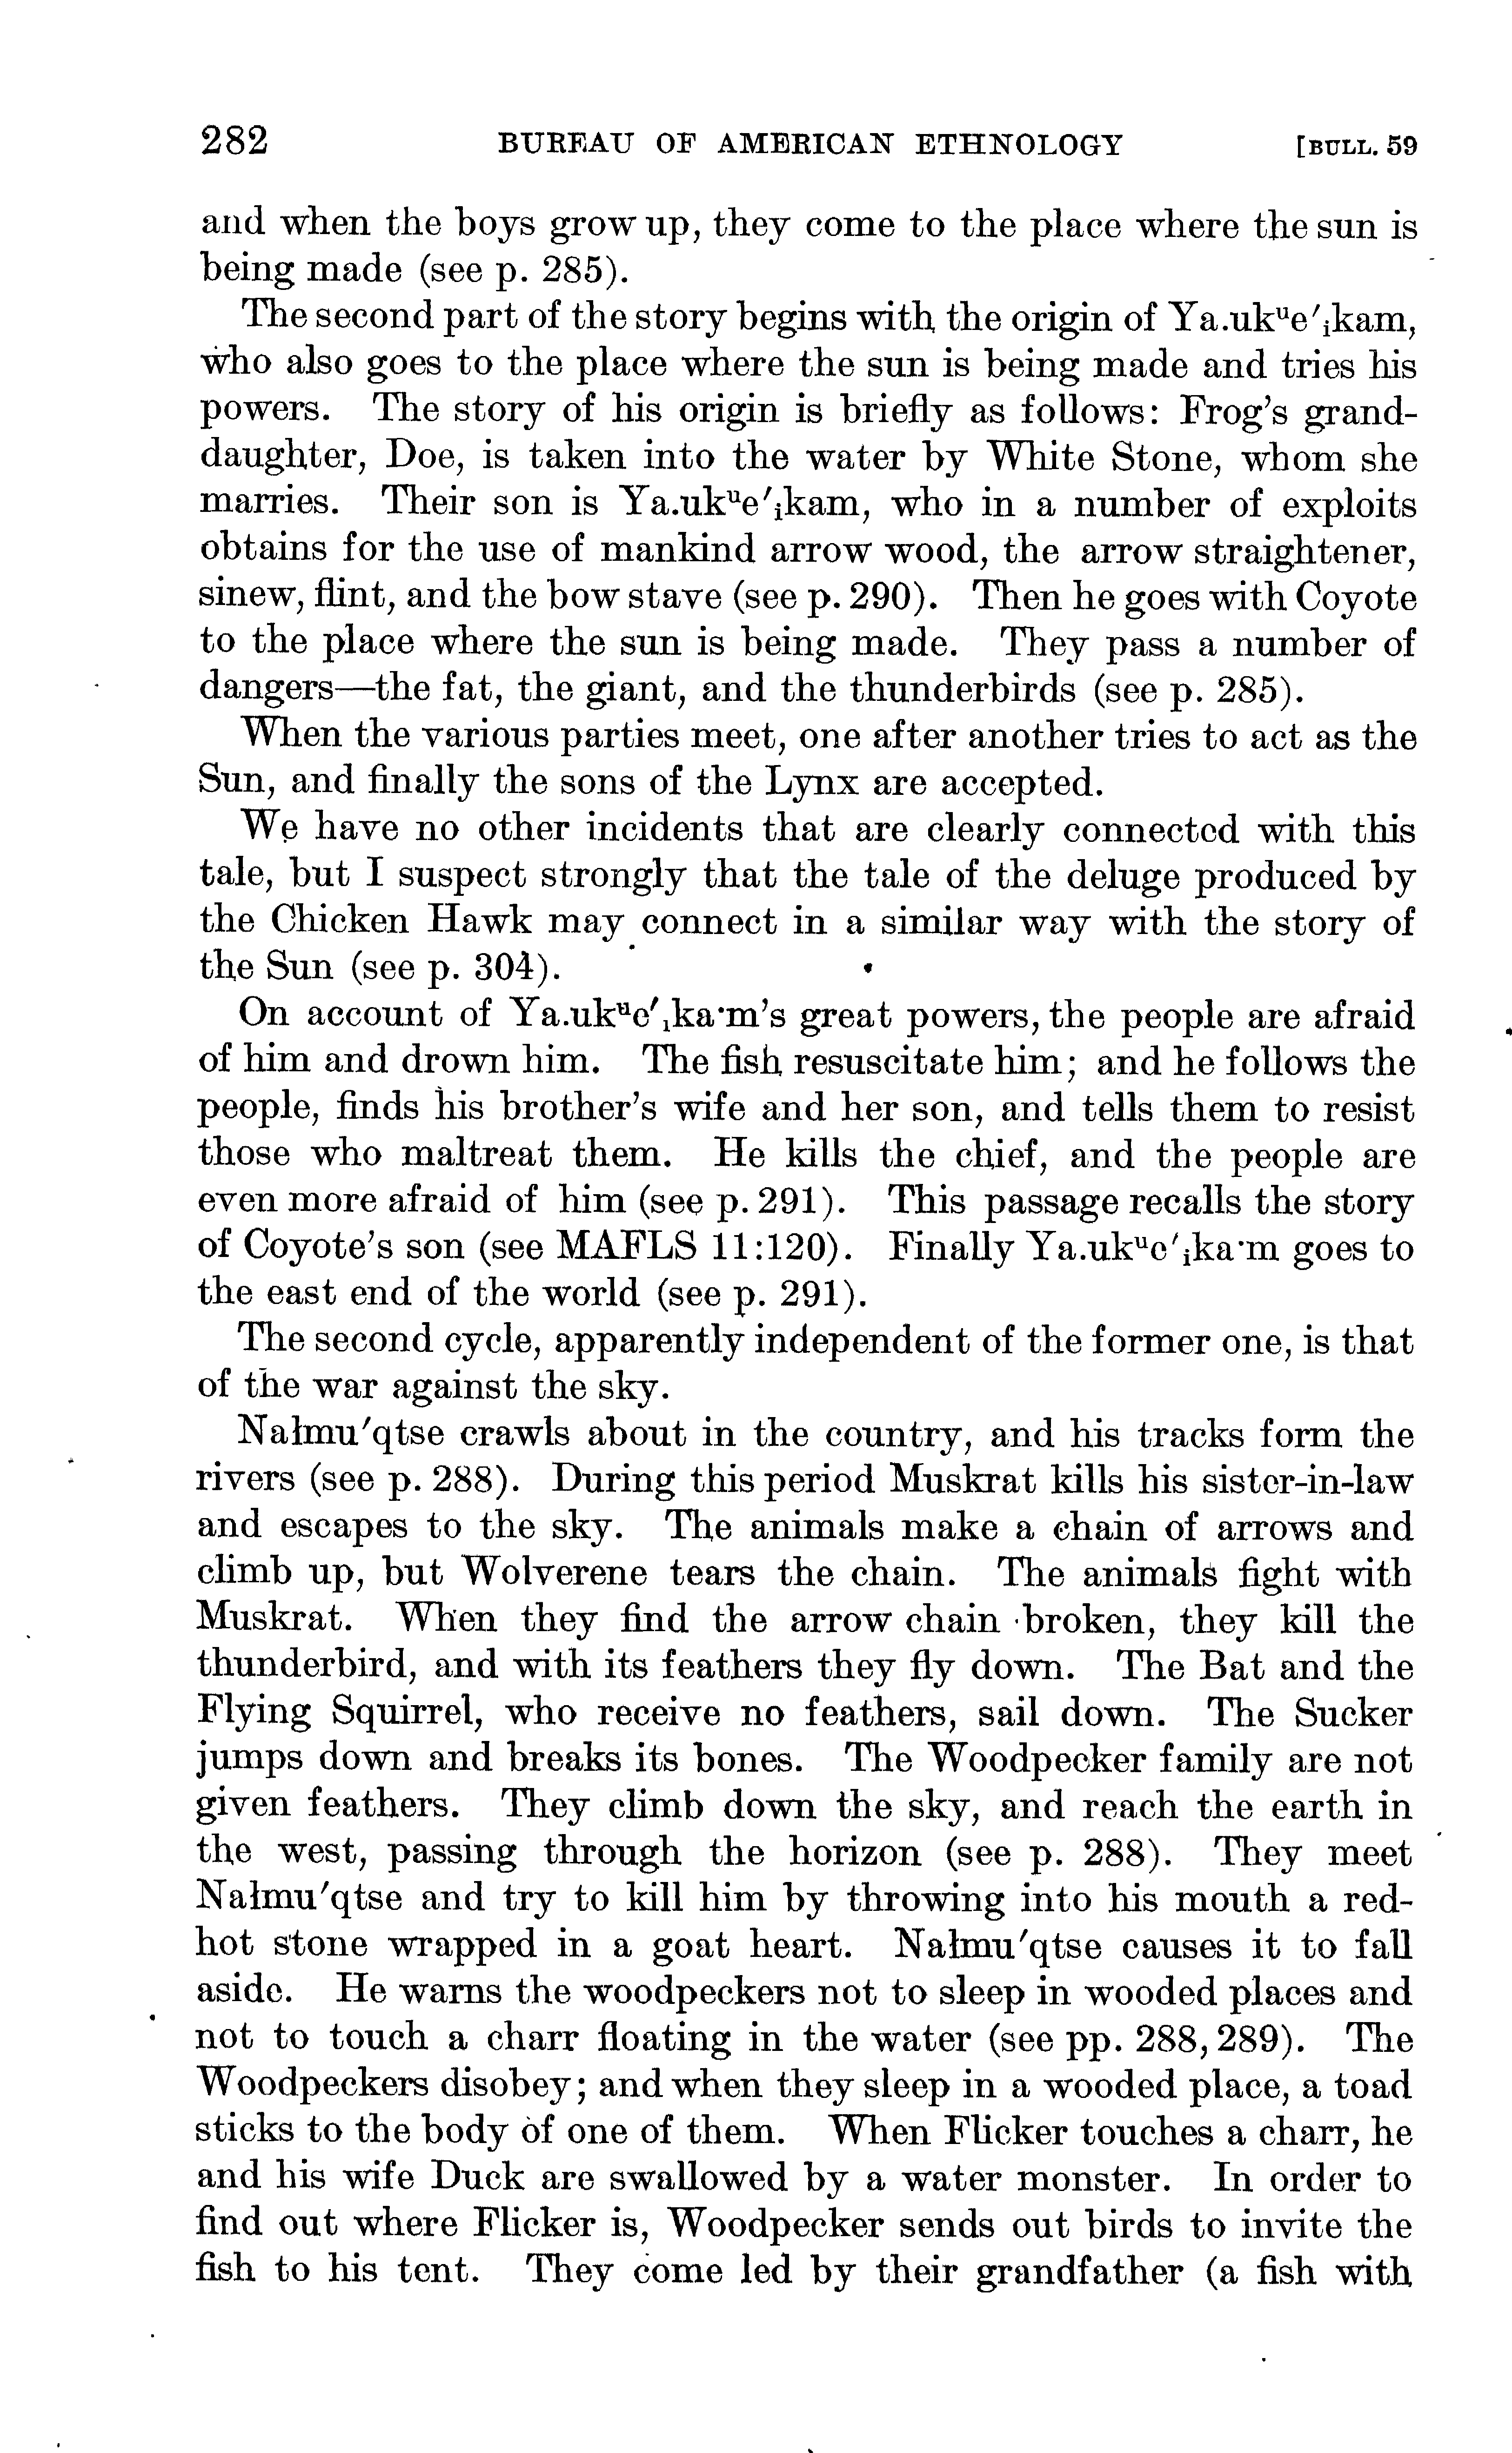 282 BUREAU OF AMERICAN ETHNOLOGY [BULL. 59
and when the boys grow up, they come to the place where the sun is
being made (see p. 285).
The second part of the story begins with the origin of Ya.ukᵘe′ᵢkam,
who also goes to the place where the sun is being made and tries his
powers. The story of his origin is briefly as follows: Frog's grand-
daughter, Doe, is taken into the water by White Stone, whom she
marries. Their son is Ya.ukᵘe′ᵢkam, who in a number of exploits
obtains for the use of mankind arrow wood, the arrow straightener,
sinew, flint, and the bow stave (see p. 290). Then he goes with Coyote
to the place where the sun is being made. They pass a number of
dangers—the fat, the giant, and the thunderbirds (see p. 285).
When the various parties meet, one after another tries to act as the
Sun, and finally the sons of the Lynx are accepted.
We have no other incidents that are clearly connected with this
tale, but I suspect strongly that the tale of the deluge produced by
the Chicken Hawk may connect in a similar way with the story of
the Sun (see p. 304).
On account of Ya.ukᵘe′ᵢka·m's great powers, the people are afraid
of him and drown him. The fish resuscitate him; and he follows the
people, finds his brother's wife and her son, and tells them to resist
those who maltreat them. He kills the chief, and the people are
even more afraid of him (see p. 291). This passage recalls the story
of Coyote's son (see MAFLS 11:120). Finally Ya.ukᵘe′ᵢka·m goes to
the east end of the world (see p. 291).
The second cycle, apparently independent of the former one, is that
of the war against the sky.
Nałmu′qtse crawls about in the country, and his tracks form the
rivers (see p. 288). During this period Muskrat kills his sister-in-law
and escapes to the sky. The animals make a chain of arrows and
climb up, but Wolverene tears the chain. The animals fight with
Muskrat. When they find the arrow chain broken, they kill the
thunderbird, and with its feathers they fly down. The Bat and the
Flying Squirrel, who receive no feathers, sail down. The Sucker
jumps down and breaks its bones. The Woodpecker family are not
given feathers. They climb down the sky, and reach the earth in
the west, passing through the horizon (see p. 288). They meet
Nałmu′qtse and try to kill him by throwing into his mouth a red-
hot stone wrapped in a goat heart. Nałmu′qtse causes it to fall
aside. He warns the woodpeckers not to sleep in wooded places and
not to touch a charr floating in the water (see pp. 288, 289). The
Woodpeckers disobey; and when they sleep in a wooded place, a toad
sticks to the body of one of them. When Flicker touches a charr, he
and his wife Duck are swallowed by a water monster. In order to
find out where Flicker is, Woodpecker sends out birds to invite the
fish to his tent. They come led by their grandfather (a fish with